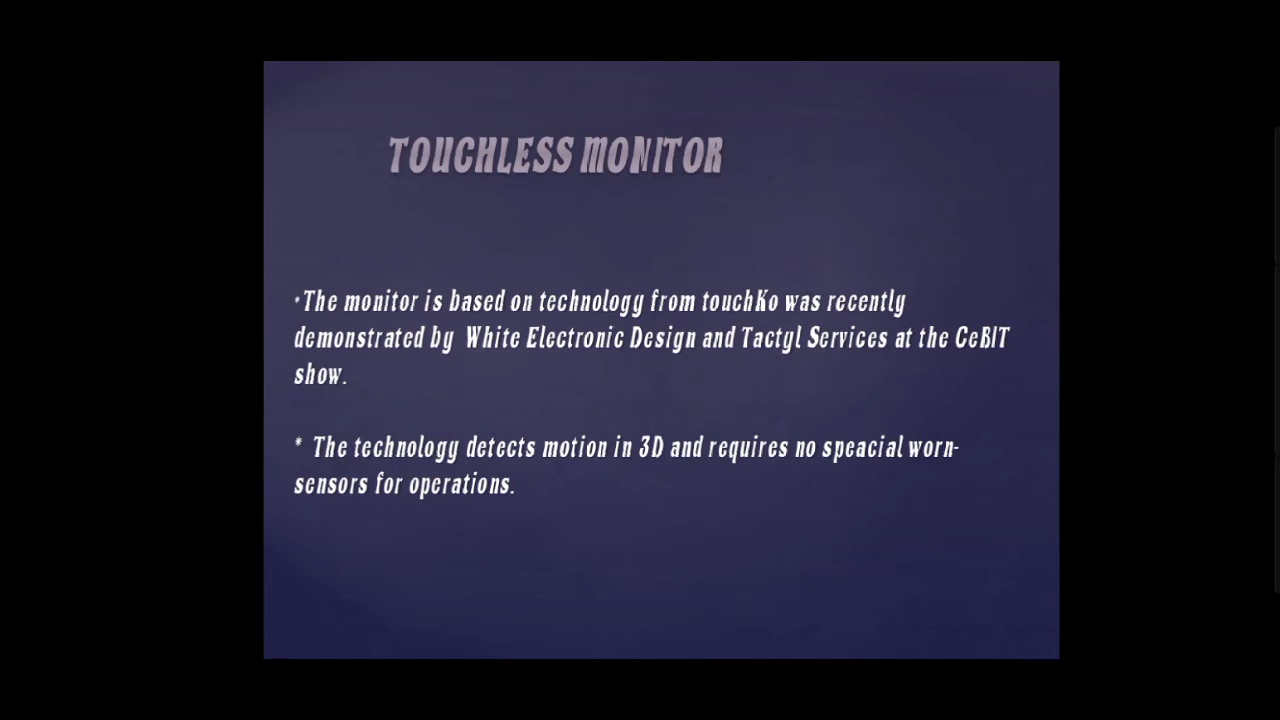 TOUCHLESS MONITOR
•The monitor is based on technology from touchKo was recently
demonstrated by White Electronic Design and Tactyl Services at the CeBIT
show.
* The technology detects motion in 3D and requires no speacial worn-
sensors for operations.